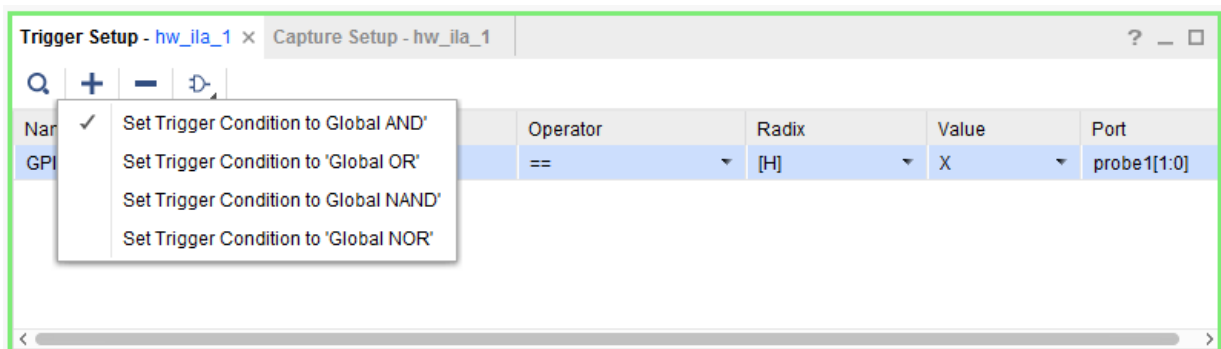 Trigger Setup - hw_ila_1 × Capture Setup - hw_ila_1 ? _
Nar Operator Radix Value Port
GPI == [H] X probe1[1:0]
✓ Set Trigger Condition to Global AND'
Set Trigger Condition to 'Global OR'
Set Trigger Condition to Global NAND'
Set Trigger Condition to 'Global NOR'